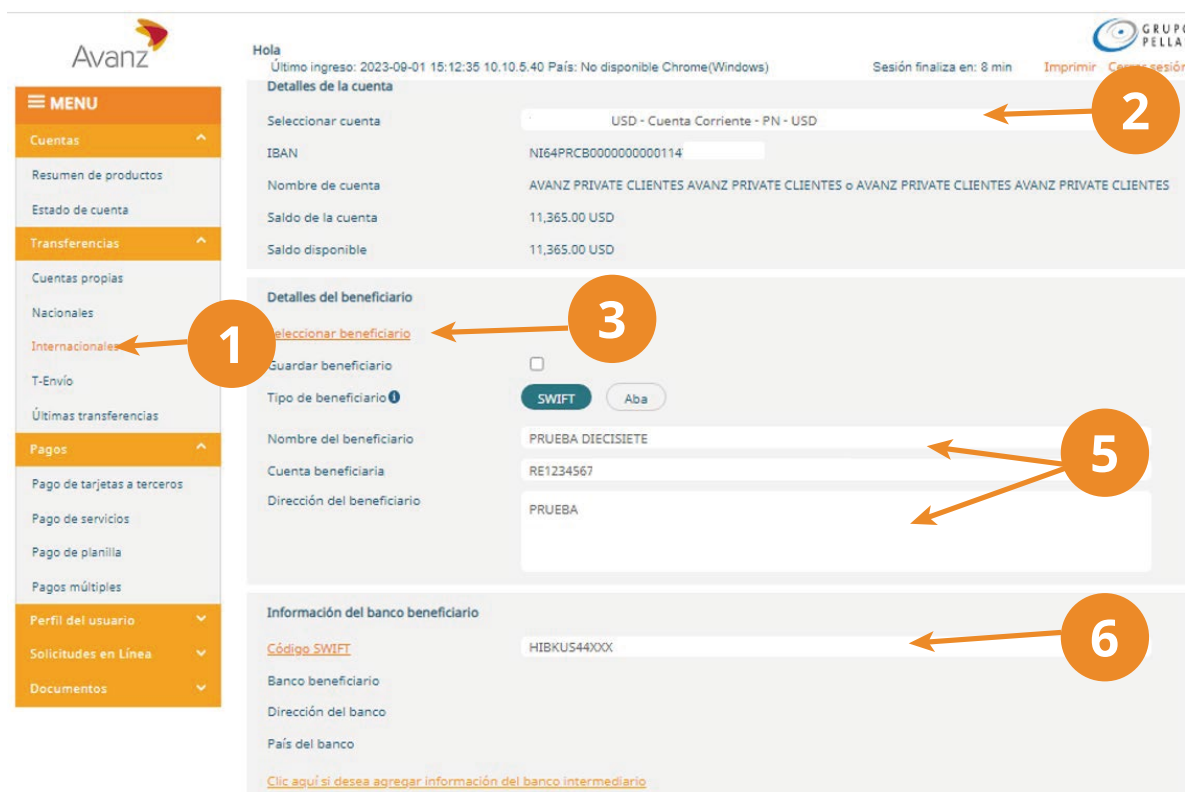 Avanz
GRUPO
PELLA
Hola
Último ingreso: 2023-09-01 15:12:35 10.10.5.40 País: No disponible Chrome(Windows)
Sesión finaliza en: 8 min
Imprimir
Cerrar sesión
MENU
Cuentas
Resumen de productos
Estado de cuenta
Transferencias
Cuentas propias
Nacionales
Internacionales
T-Envío
Últimas transferencias
Pagos
Pago de tarjetas a terceros
Pago de servicios
Pago de planilla
Pagos múltiples
Perfil del usuario
Solicitudes en Línea
Documentos
1
Detalles de la cuenta
Seleccionar cuenta
USD - Cuenta Corriente - PN - USD
2
IBAN
NI64PRCB0000000000114
Nombre de cuenta
AVANZ PRIVATE CLIENTES AVANZ PRIVATE CLIENTES o AVANZ PRIVATE CLIENTES AVANZ PRIVATE CLIENTES
Saldo de la cuenta
11,365.00 USD
Saldo disponible
11,365.00 USD
Detalles del beneficiario
Seleccionar beneficiario
3
Guardar beneficiario
Tipo de beneficiario
SWIFT
Aba
Nombre del beneficiario
PRUEBA DIECISIETE
Cuenta beneficiaria
RE1234567
5
Dirección del beneficiario
PRUEBA
Información del banco beneficiario
Código SWIFT
HIBKUS44XXX
6
Banco beneficiario
Dirección del banco
País del banco
Clic aquí si desea agregar información del banco intermediario